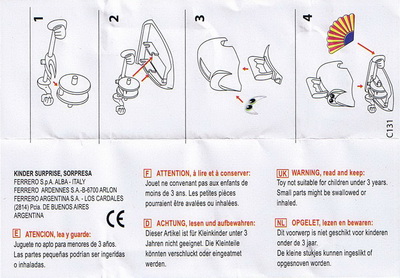 1
2
3
4
C131
KINDER SURPRISE, SORPRESA
FERRERO S.p.A. ALBA - ITALY
FERRERO ARDENNES S.A.-B-6700 ARLON
FERRERO ARGENTINA S.A. - LOS CARDALES
(2814) Pcia. DE BUENOS AIRES
ARGENTINA
CE
E ATENCION, lea y guarde:
Juguete no apto para menores de 3 años.
Las partes pequeñas podrían ser ingeridas
o inhaladas.
F ATTENTION, à lire et à conserver:
Jouet ne convenant pas aux enfants de
moins de 3 ans. Les petites pièces
pourraient être avalées ou inhalées.
D ACHTUNG, lesen und aufbewahren:
Dieser Artikel ist für Kleinkinder unter 3
Jahren nicht geeignet. Die Kleinteile
könnten verschluckt oder eingeatmet
werden.
UK WARNING, read and keep:
Toy not suitable for children under 3 years.
Small parts might be swallowed or
inhaled.
NL OPGELET, lezen en bewaren:
Dit voorwerp is niet geschikt voor kinderen
onder de 3 jaar.
De kleine stukjes kunnen ingeslikt of
opgesnoven worden.